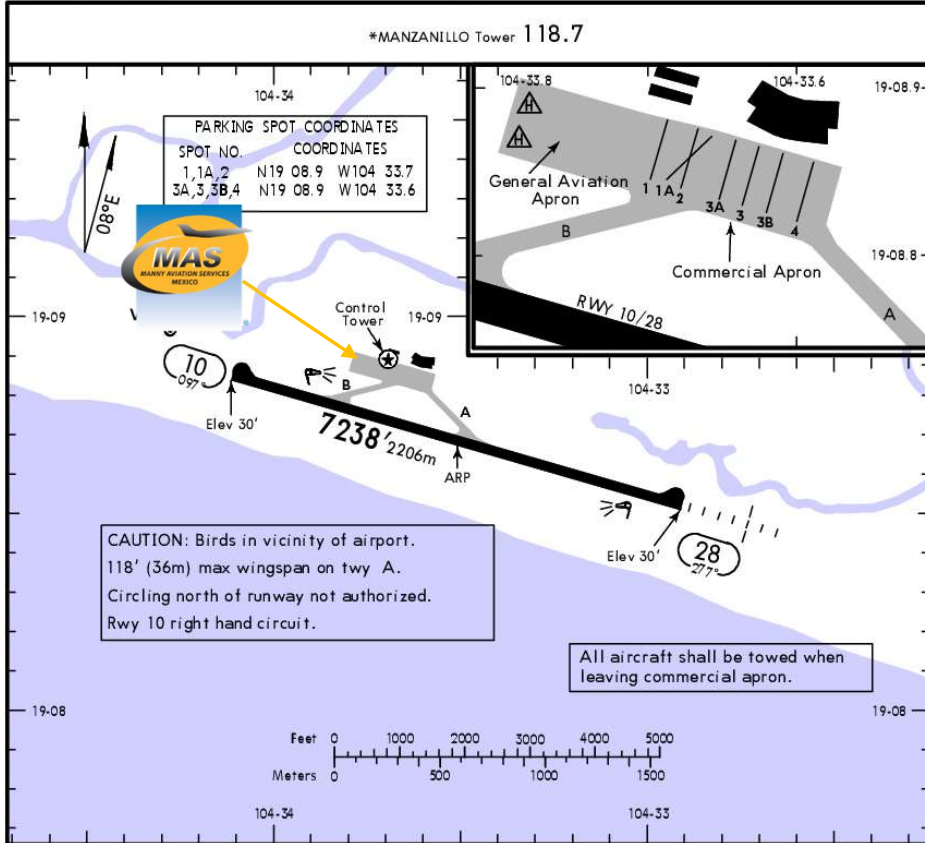 *MANZANILLO Tower 118.7
104-34
PARKING SPOT COORDINATES
SPOT NO. COORDINATES
1,1A,2 N19 08.9 W104 33.7
3A,3,3B,4 N19 08.9 W104 33.6
08°E
MAS
MANNY AVIATION SERVICES
MEXICO
104-33.8
104-33.6
19-08.9
H
H
General Aviation
Apron
1 1A 2 3A 3 3B 4
B
Commercial Apron
19-08.8
RWY 10/28
A
19-09
19-09
Control
Tower
10
097°
B
A
Elev 30'
7238' 2206m
ARP
104-33
Elev 30'
28
277°
CAUTION: Birds in vicinity of airport.
118' (36m) max wingspan on twy A.
Circling north of runway not authorized.
Rwy 10 right hand circuit.
All aircraft shall be towed when
leaving commercial apron.
19-08
19-08
Feet 0 1000 2000 3000 4000 5000
Meters 0 500 1000 1500
104-34
104-33